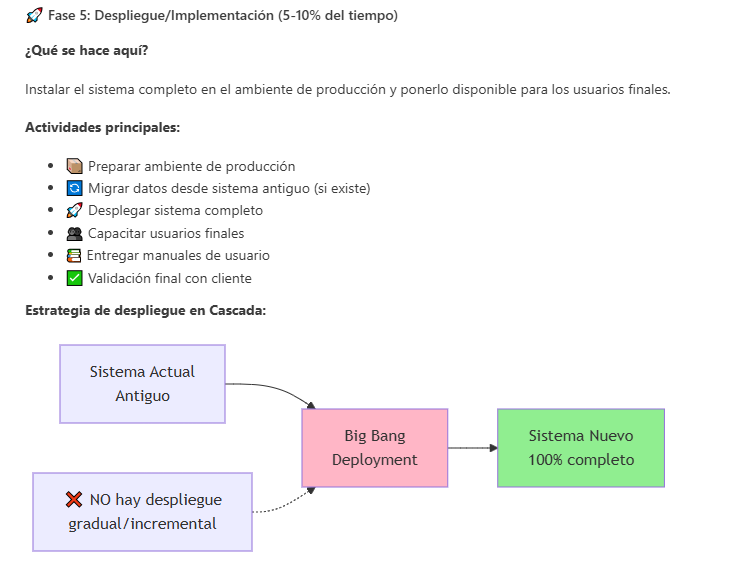 🚀 Fase 5: Despliegue/Implementación (5-10% del tiempo)
¿Qué se hace aquí?
Instalar el sistema completo en el ambiente de producción y ponerlo disponible para los usuarios finales.
Actividades principales:
• 📦 Preparar ambiente de producción
• 🔄 Migrar datos desde sistema antiguo (si existe)
• 🚀 Desplegar sistema completo
• 👥 Capacitar usuarios finales
• 📚 Entregar manuales de usuario
• ✅ Validación final con cliente
Estrategia de despliegue en Cascada:
Sistema Actual
Antiguo
Big Bang
Deployment
Sistema Nuevo
100% completo
❌ NO hay despliegue
gradual/incremental